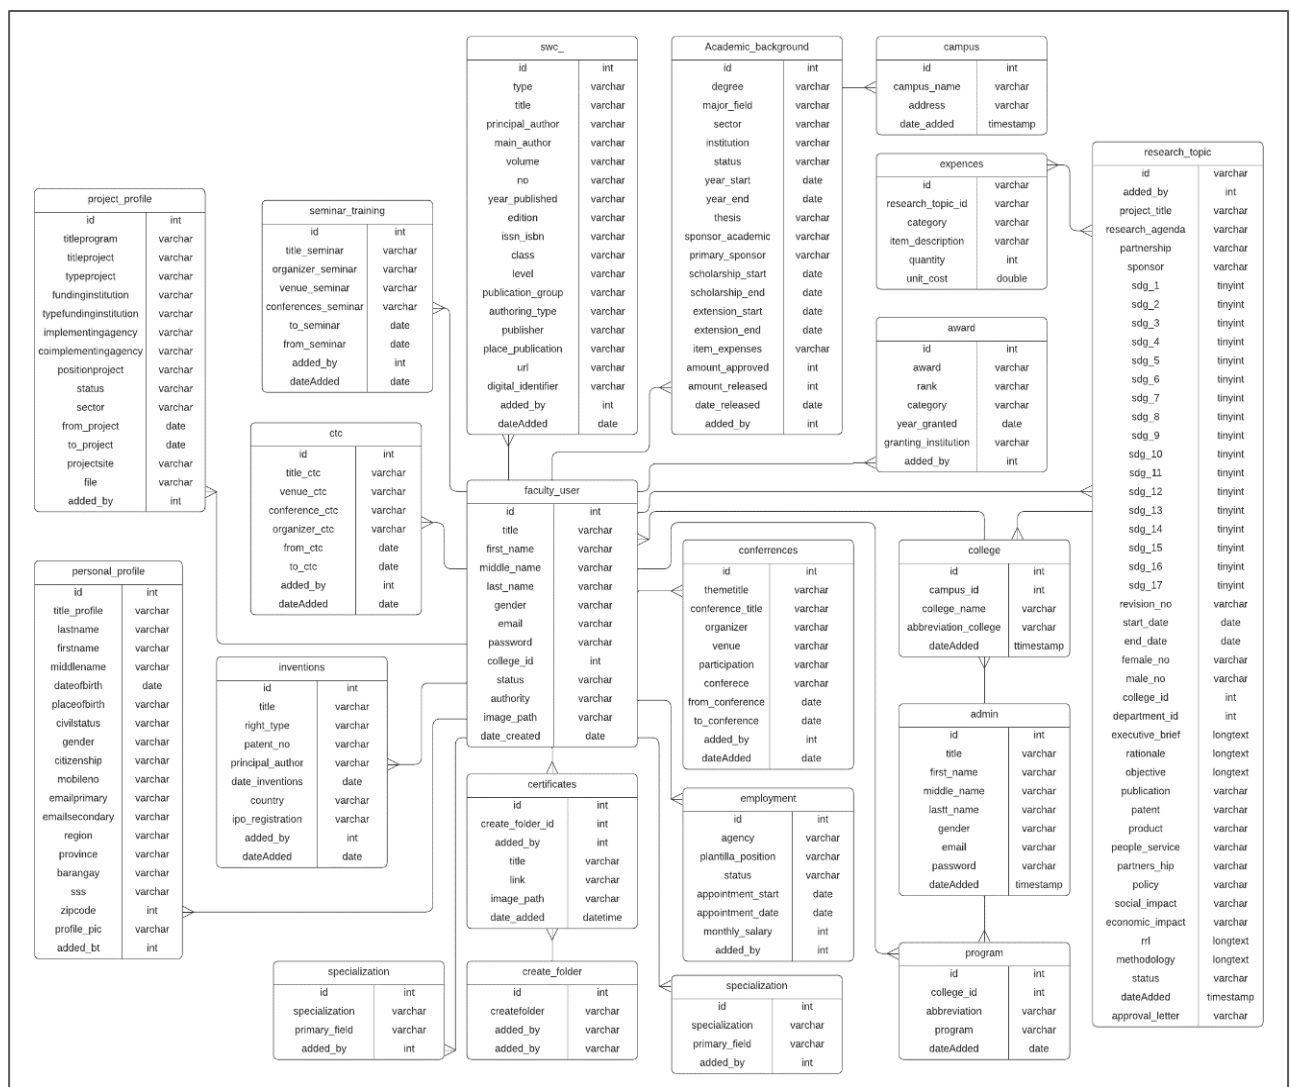 swc_
id int
type varchar
title varchar
principal_author varchar
main_author varchar
volume varchar
no varchar
year_published varchar
edition varchar
issn_isbn varchar
class varchar
level varchar
publication_group varchar
authoring_type varchar
publisher varchar
place_publication varchar
url varchar
digital_identifier varchar
added_by int
dateAdded date
Academic_background
id int
degree varchar
major_field varchar
sector varchar
institution varchar
status varchar
year_start date
year_end date
thesis varchar
sponsor_academic varchar
primary_sponsor varchar
scholarship_start date
scholarship_end date
extension_start date
extension_end date
item_expenses varchar
amount_approved int
amount_released int
date_released date
added_by int
campus
id int
campus_name varchar
address varchar
date_added timestamp
expences
id varchar
research_topic_id varchar
category varchar
item_description varchar
quantity int
unit_cost double
award
id int
award varchar
rank varchar
category varchar
year_granted date
granting_institution varchar
added_by int
research_topic
id varchar
added_by int
project_title varchar
research_agenda varchar
partnership varchar
sponsor varchar
sdg_1 tinyint
sdg_2 tinyint
sdg_3 tinyint
sdg_4 tinyint
sdg_5 tinyint
sdg_6 tinyint
sdg_7 tinyint
sdg_8 tinyint
sdg_9 tinyint
sdg_10 tinyint
sdg_11 tinyint
sdg_12 tinyint
sdg_13 tinyint
sdg_14 tinyint
sdg_15 tinyint
sdg_16 tinyint
sdg_17 tinyint
revision_no varchar
start_date date
end_date date
female_no varchar
male_no varchar
college_id int
department_id int
executive_brief longtext
rationale longtext
objective longtext
publication varchar
patent varchar
product varchar
people_service varchar
partners_hip varchar
policy varchar
social_impact varchar
economic_impact varchar
rrl longtext
methodology longtext
status varchar
dateAdded timestamp
approval_letter varchar
project_profile
id int
titleprogram varchar
titleproject varchar
typeproject varchar
fundinginstitution varchar
typefundinginstitution varchar
implementingagency varchar
coimplementingagency varchar
positionproject varchar
status varchar
sector varchar
from_project date
to_project date
projectsite varchar
file varchar
added_by int
seminar_training
id int
title_seminar varchar
organizer_seminar varchar
venue_seminar varchar
conferences_seminar varchar
to_seminar date
from_seminar date
added_by int
dateAdded date
ctc
id int
title_ctc varchar
venue_ctc varchar
conference_ctc varchar
organizer_ctc varchar
from_ctc date
to_ctc date
added_by int
dateAdded date
faculty_user
id int
title varchar
first_name varchar
middle_name varchar
last_name varchar
gender varchar
email varchar
password varchar
college_id int
status varchar
authority varchar
image_path varchar
date_created date
conferrences
id int
themetitle varchar
conference_title varchar
organizer varchar
venue varchar
participation varchar
conferece varchar
from_conference date
to_conference date
added_by int
dateAdded date
college
id int
campus_id int
college_name varchar
abbreviation_college varchar
dateAdded ttimestamp
personal_profile
id int
title_profile varchar
lastname varchar
firstname varchar
middlename varchar
dateofbirth date
placeofbirth varchar
civilstatus varchar
gender varchar
citizenship varchar
mobileno varchar
emailprimary varchar
emailsecondary varchar
region varchar
province varchar
barangay varchar
sss varchar
zipcode int
profile_pic varchar
added_bt int
inventions
id int
title varchar
right_type varchar
patent_no varchar
principal_author varchar
date_inventions date
country varchar
ipo_registration varchar
added_by int
dateAdded date
certificates
id int
create_folder_id int
added_by int
title varchar
link varchar
image_path varchar
date_added datetime
employment
id int
agency varchar
plantilla_position varchar
status varchar
appointment_start date
appointment_date date
monthly_salary int
added_by int
admin
id int
title varchar
first_name varchar
middle_name varchar
lastt_name varchar
gender varchar
email varchar
password varchar
dateAdded timestamp
specialization
id int
specialization varchar
primary_field varchar
added_by int
create_folder
id int
createfolder varchar
added_by varchar
added_by varchar
specialization
id int
specialization varchar
primary_field varchar
added_by int
program
id int
college_id int
abbreviation varchar
program varchar
dateAdded date